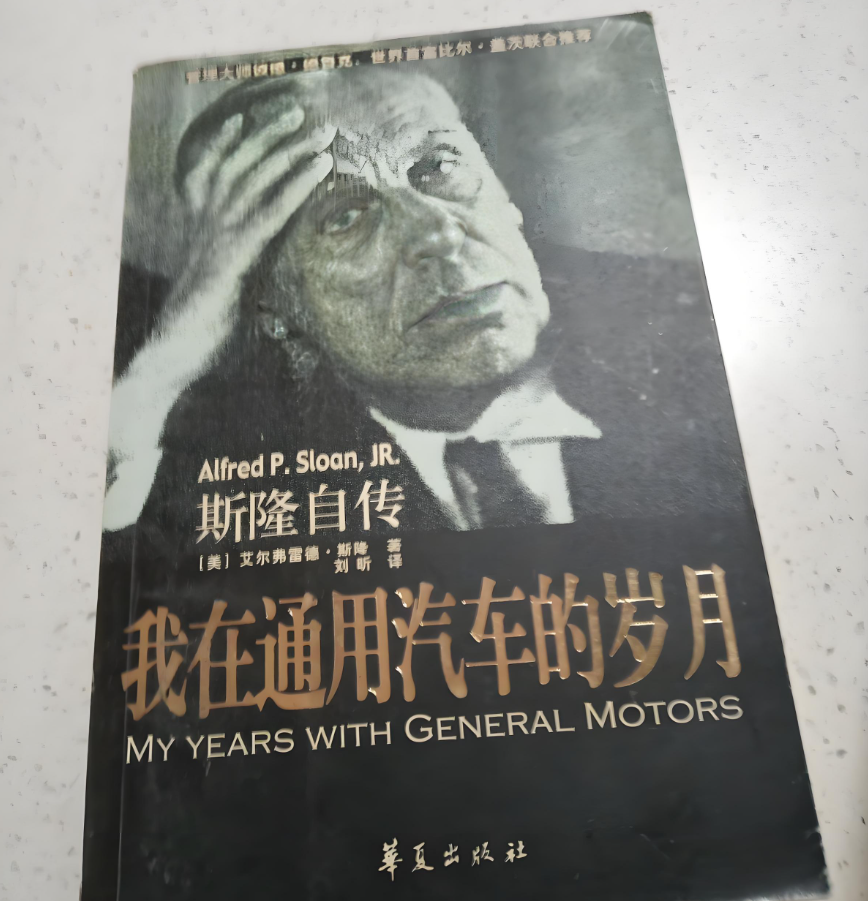 管理大师彼得·德鲁克、世界首富比尔·盖茨联合推荐
Alfred P. Sloan, JR.
斯隆自传
［美］艾尔弗雷德·斯隆 著
刘昕 译
我在通用汽车的岁月
MY YEARS WITH GENERAL MOTORS
華夏出版社